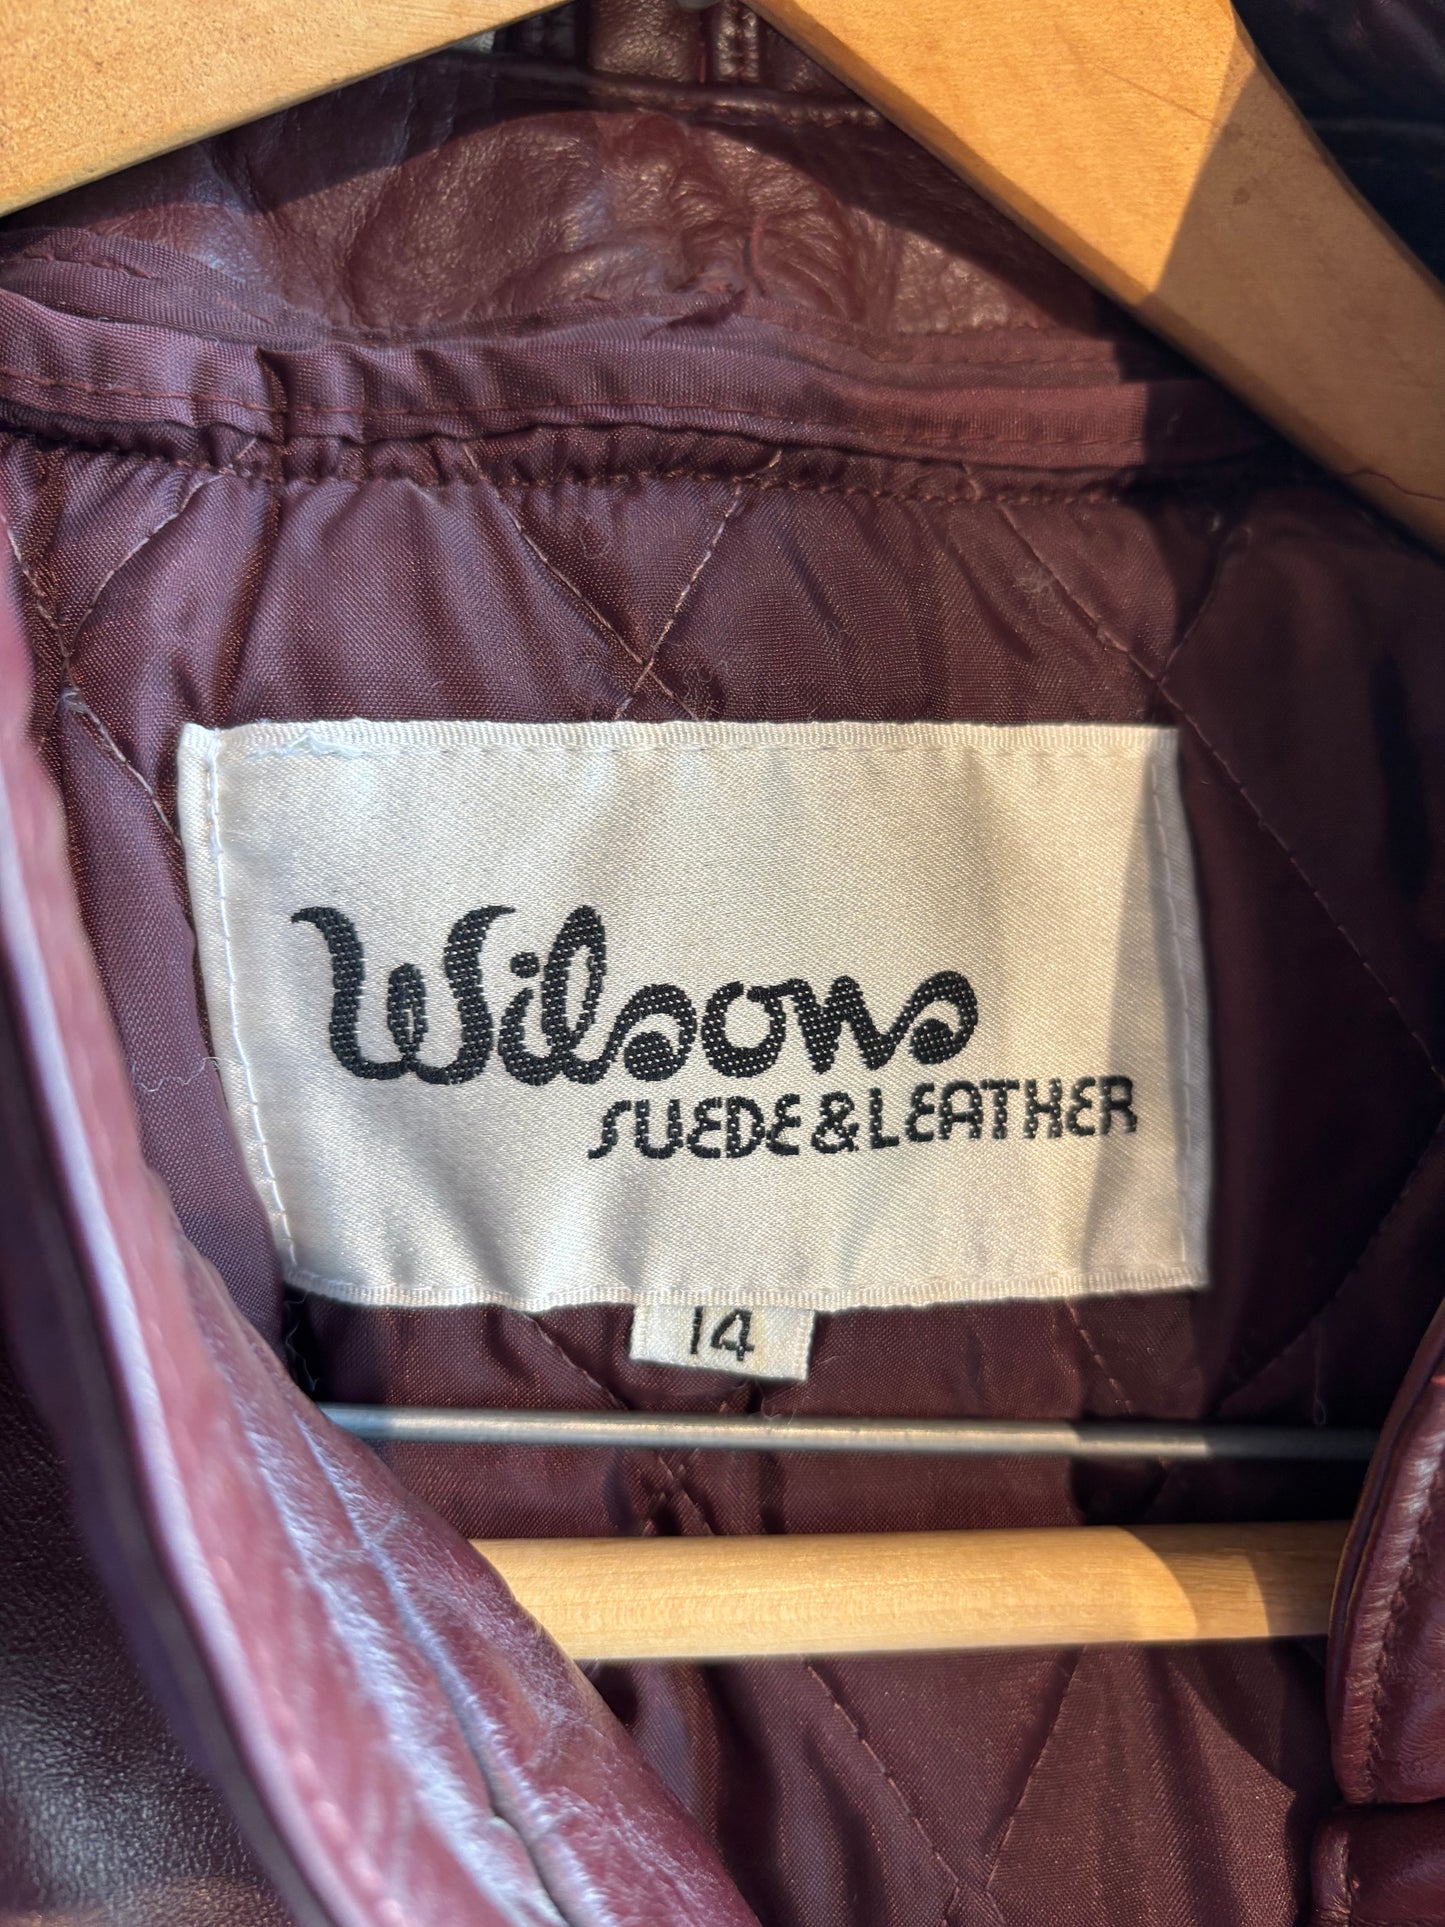 Wilsons
SUEDE & LEATHER
14